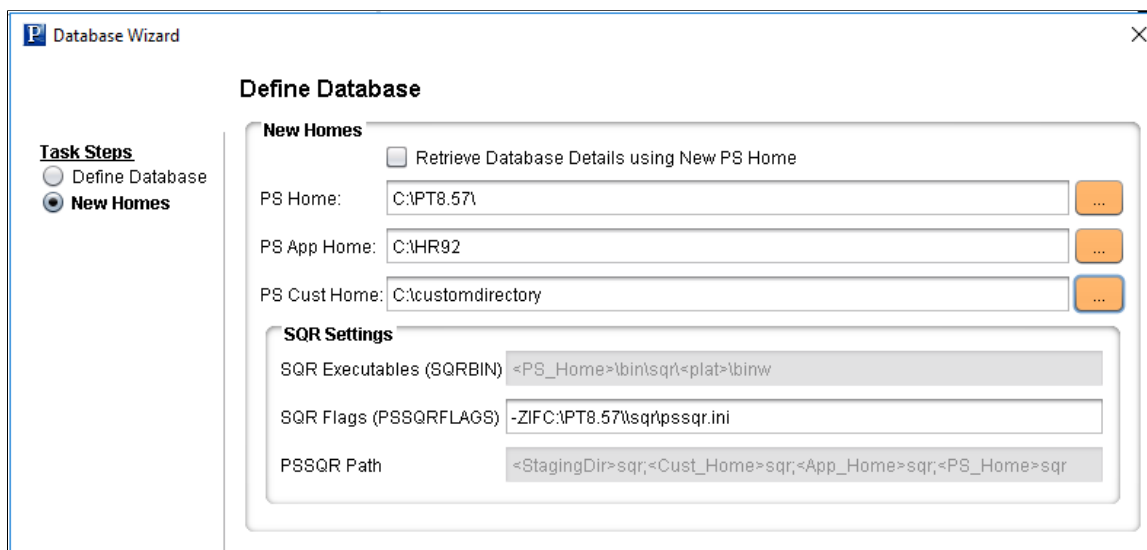 P Database Wizard
Define Database
Task Steps
Define Database
New Homes
New Homes
Retrieve Database Details using New PS Home
PS Home: C:\PT8.57\ ...
PS App Home: C:\HR92 ...
PS Cust Home: C:\customdirectory ...
SQR Settings
SQR Executables (SQRBIN) <PS_Home>\bin\sqr\<plat>\binw
SQR Flags (PSSQRFLAGS) -ZIFC:\PT8.57\\sqr\pssqr.ini
PSSQR Path <StagingDir>sqr;<Cust_Home>sqr;<App_Home>sqr;<PS_Home>sqr